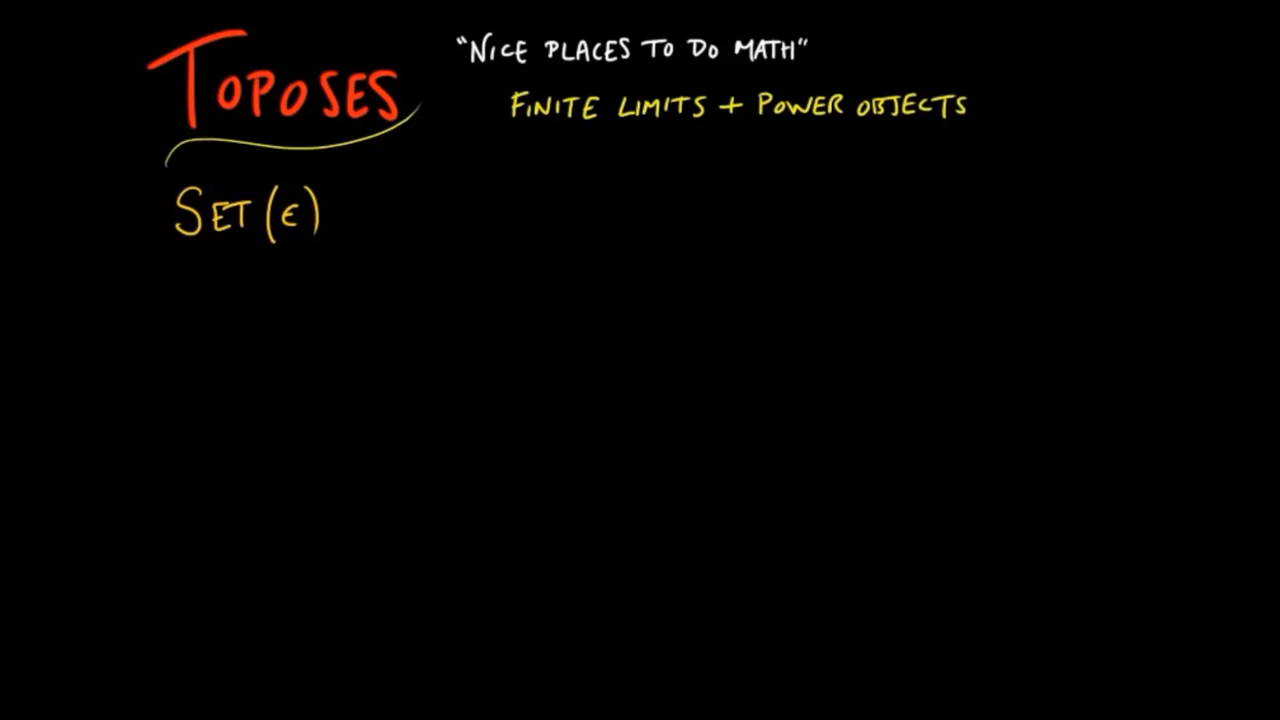 TOPOSES
"NICE PLACES TO DO MATH"
FINITE LIMITS + POWER OBJECTS
SET (ϵ)